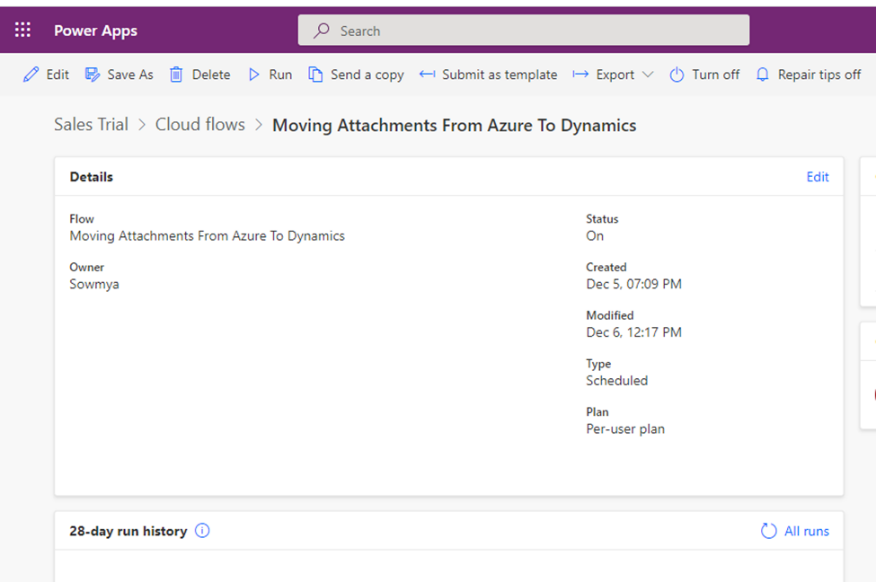 Power Apps
Search
Edit Save As Delete Run Send a copy Submit as template Export Turn off Repair tips off
Sales Trial > Cloud flows > Moving Attachments From Azure To Dynamics
Details Edit
Flow
Moving Attachments From Azure To Dynamics
Owner
Sowmya
Status
On
Created
Dec 5, 07:09 PM
Modified
Dec 6, 12:17 PM
Type
Scheduled
Plan
Per-user plan
28-day run history All runs